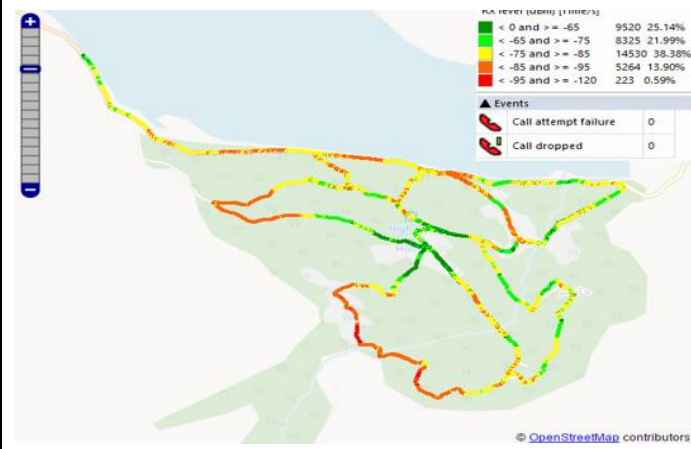 RX level (dBm) [Time/s]
< 0 and >= -65 9520 25.14%
< -65 and >= -75 8325 21.99%
< -75 and >= -85 14530 38.38%
< -85 and >= -95 5264 13.90%
< -95 and >= -120 223 0.59%
▲ Events
Call attempt failure 0
Call dropped 0
High
© OpenStreetMap contributors